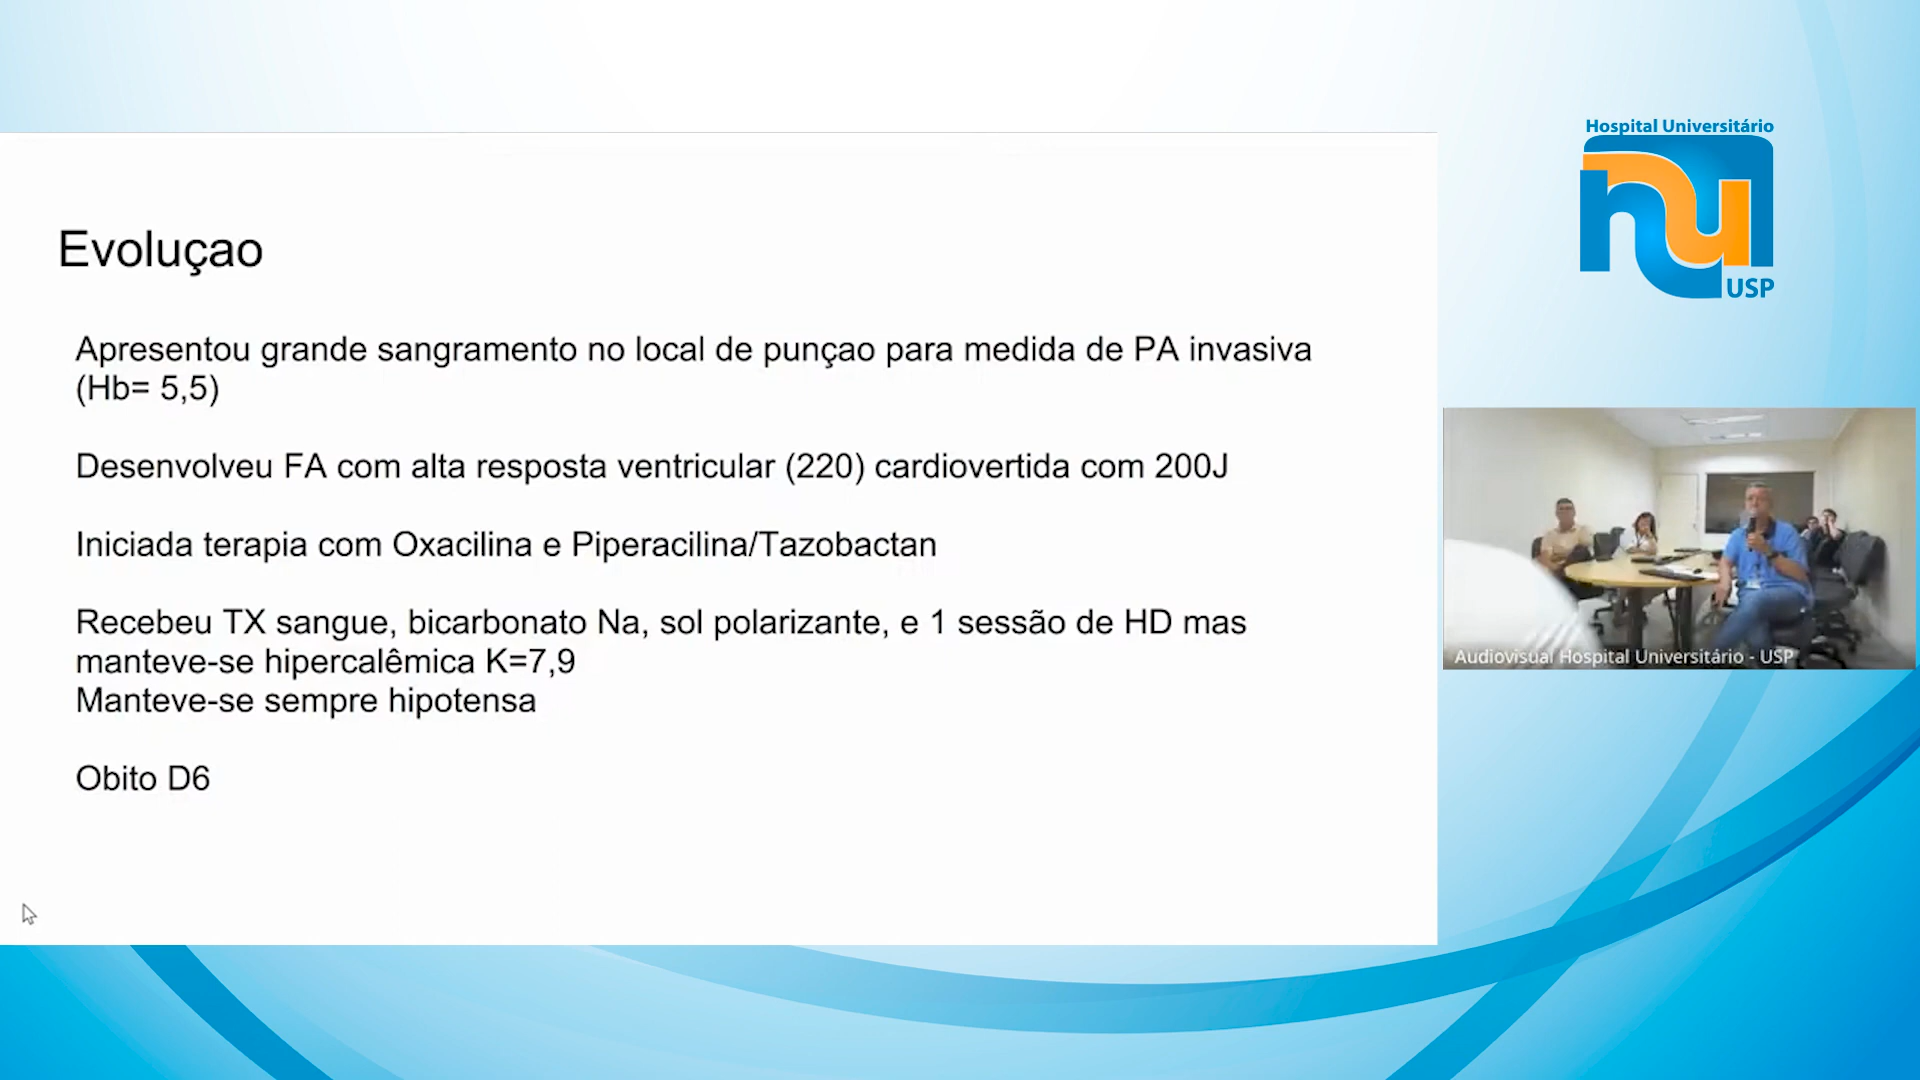 Hospital Universitário
USP
Evoluçao
Apresentou grande sangramento no local de punçao para medida de PA invasiva
(Hb= 5,5)
Desenvolveu FA com alta resposta ventricular (220) cardiovertida com 200J
Iniciada terapia com Oxacilina e Piperacilina/Tazobactan
Recebeu TX sangue, bicarbonato Na, sol polarizante, e 1 sessão de HD mas
manteve-se hipercalêmica K=7,9
Manteve-se sempre hipotensa
Obito D6
Audiovisual Hospital Universitário - USP